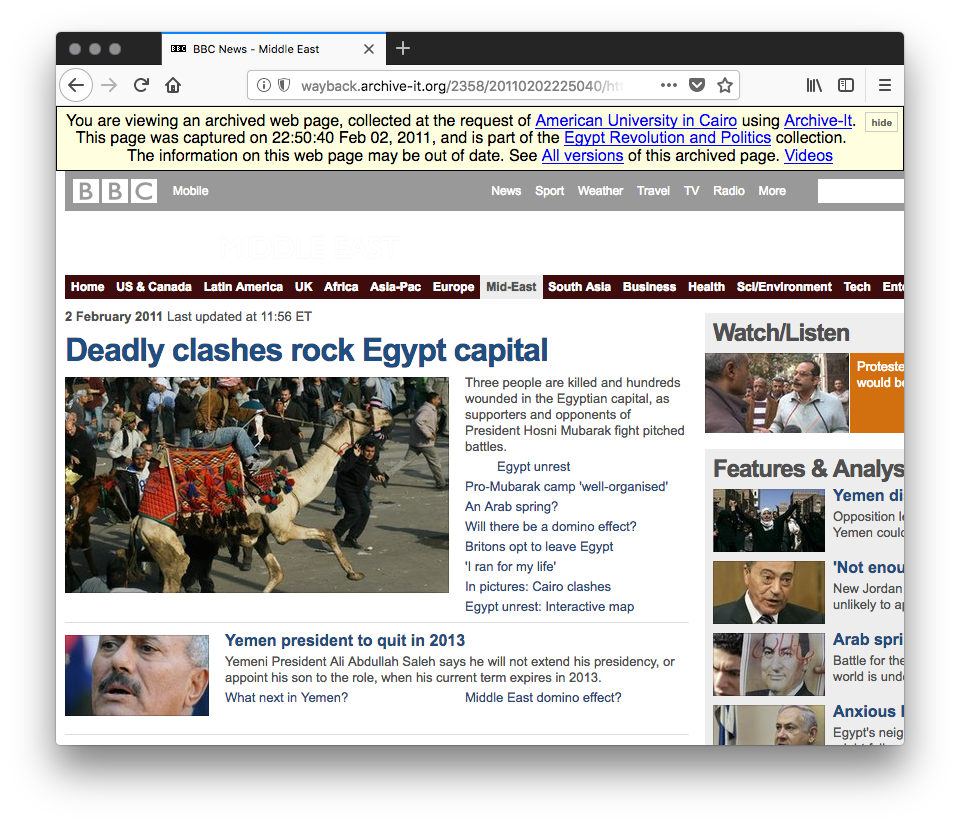 BBC News - Middle East
wayback.archive-it.org/2358/20110202225040/htt
You are viewing an archived web page, collected at the request of American University in Cairo using Archive-It.
hide
This page was captured on 22:50:40 Feb 02, 2011, and is part of the Egypt Revolution and Politics collection.
The information on this web page may be out of date. See All versions of this archived page. Videos
BBC Mobile News Sport Weather Travel TV Radio More
MIDDLE EAST
Home US & Canada Latin America UK Africa Asia-Pac Europe Mid-East South Asia Business Health Sci/Environment Tech Ente
2 February 2011 Last updated at 11:56 ET
Deadly clashes rock Egypt capital
Three people are killed and hundreds
wounded in the Egyptian capital, as
supporters and opponents of
President Hosni Mubarak fight pitched
battles.
Egypt unrest
Pro-Mubarak camp 'well-organised'
An Arab spring?
Will there be a domino effect?
Britons opt to leave Egypt
'I ran for my life'
In pictures: Cairo clashes
Egypt unrest: Interactive map
Yemen president to quit in 2013
Yemeni President Ali Abdullah Saleh says he will not extend his presidency, or
appoint his son to the role, when his current term expires in 2013.
What next in Yemen? Middle East domino effect?
Watch/Listen
Proteste
would be
Features & Analys
Yemen di
Opposition le
Yemen could
'Not enou
New Jordan
unlikely to ap
Arab spri
Battle for the
world is unde
Anxious I
Egypt's neig